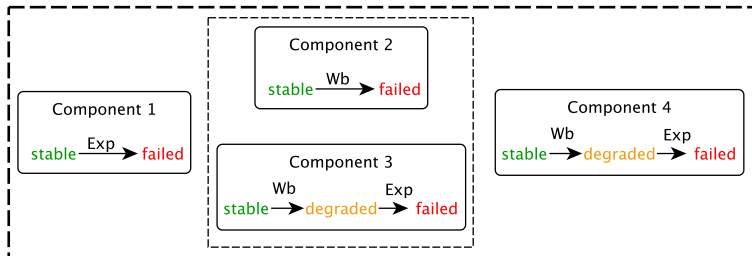 Component 1
Exp
stable failed
Component 2
Wb
stable failed
Component 3
Wb Exp
stable degraded failed
Component 4
Wb Exp
stable degraded failed